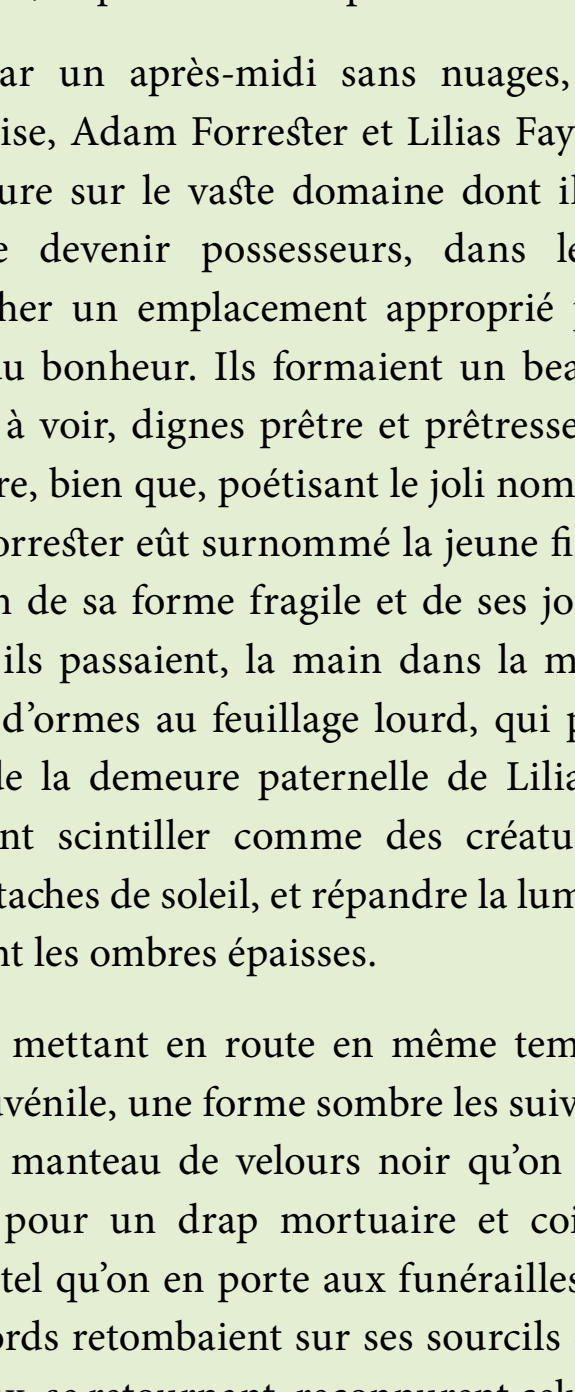 ar un après-midi sans nuages,
ise, Adam Forrester et Lilias Fay
ure sur le vaste domaine dont il
e devenir possesseurs, dans le
cher un emplacement approprié
u bonheur. Ils formaient un bea
à voir, dignes prêtre et prêtresse
re, bien que, poétisant le joli nom
orrester eût surnommé la jeune fi
n de sa forme fragile et de ses jo
ils passaient, la main dans la m
d’ormes au feuillage lourd, qui p
de la demeure paternelle de Lilia
nt scintiller comme des créatu
taches de soleil, et répandre la lum
nt les ombres épaisses.
mettant en route en même tem
uvénile, une forme sombre les suiv
manteau de velours noir qu’on
pour un drap mortuaire et coi
tel qu’on en porte aux funérailles
ords retombaient sur ses sourcils
se retournant, reconnurent